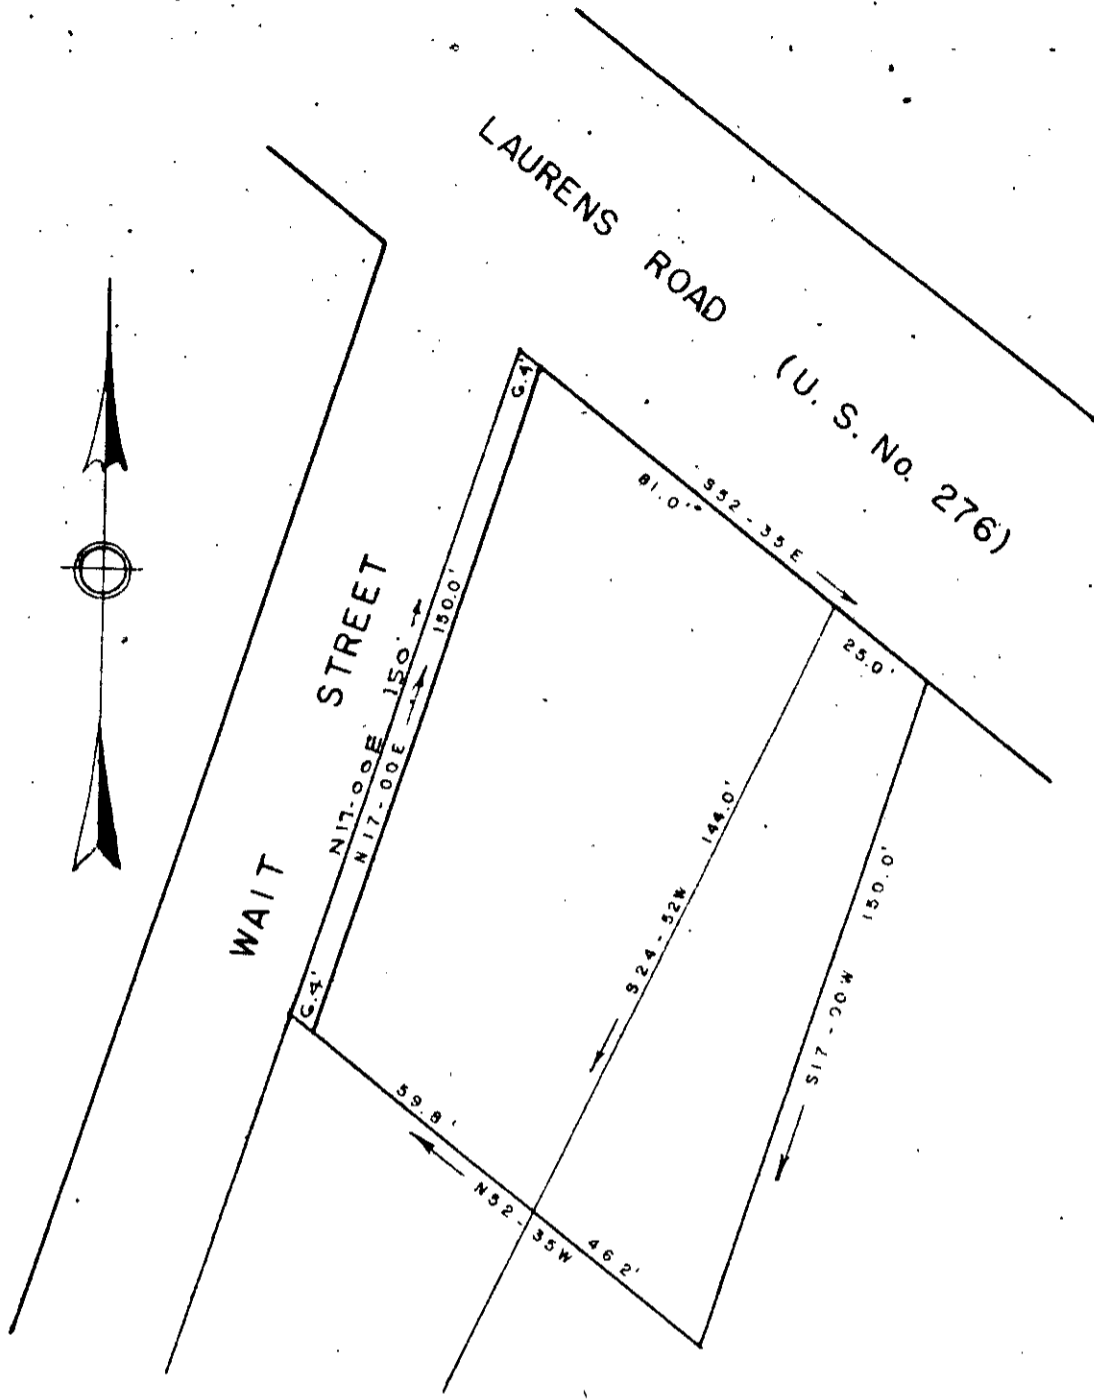 LAURENS ROAD (U. S. No. 276)
G.4'
81.0'
S52-35E
25.0'
WAIT STREET
N17-00E 150'
N17-00E 150.0'
144.0'
S24-52W
150.0'
S17-00W
G.4'
59.8'
N52-35W
46.2'